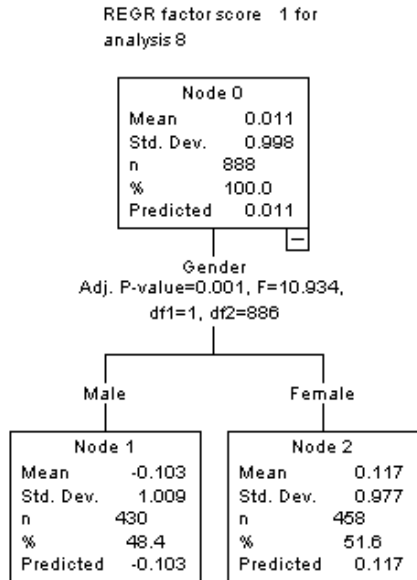 REGR factor score 1 for
analysis 8
Node 0
Mean 0.011
Std. Dev. 0.998
n 888
% 100.0
Predicted 0.011
Gender
Adj. P-value=0.001, F=10.934,
df1=1, df2=886
Male
Female
Node 1
Mean -0.103
Std. Dev. 1.009
n 430
% 48.4
Predicted -0.103
Node 2
Mean 0.117
Std. Dev. 0.977
n 458
% 51.6
Predicted 0.117